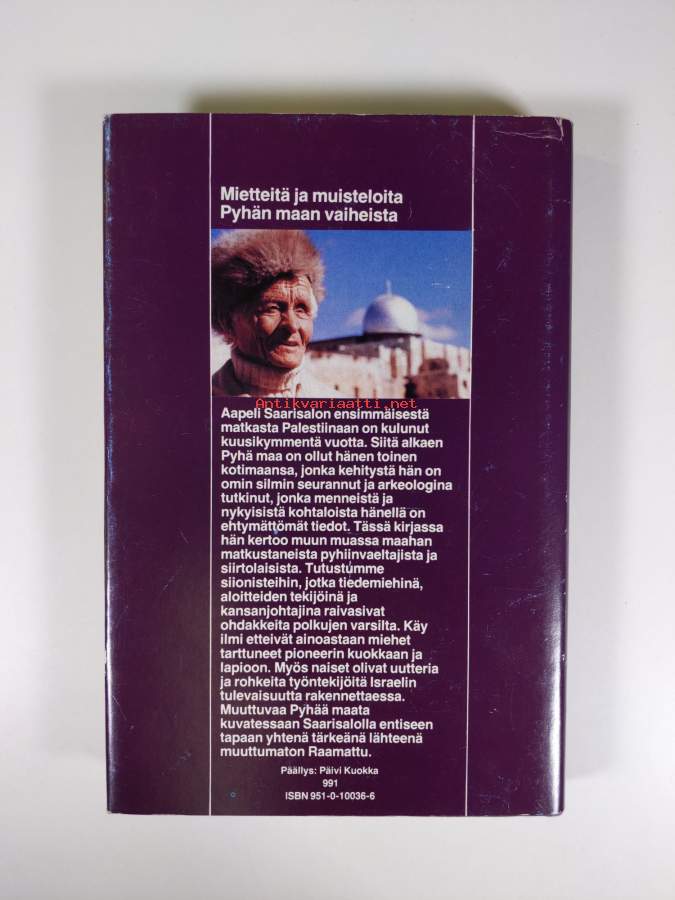 Mietteitä ja muisteloita
Pyhän maan vaiheista
Antikvariaatti.net
Aapeli Saarisalon ensimmäisestä
matkasta Palestiinaan on kulunut
kuusikymmentä vuotta. Siitä alkaen
Pyhä maa on ollut hänen toinen
kotimaansa, jonka kehitystä hän on
omin silmin seurannut ja arkeologina
tutkinut, jonka menneistä ja
nykyisistä kohtaloista hänellä on
ehtymättömät tiedot. Tässä kirjassa
hän kertoo muun muassa maahan
matkustaneista pyhiinvaeltajista ja
siirtolaisista. Tutustumme
siionisteihin, jotka tiedemiehinä,
aloitteiden tekijöinä ja
kansanjohtajina raivasivat
ohdakkeita polkujen varsilta. Käy
ilmi etteivät ainoastaan miehet
tarttuneet pioneerin kuokkaan ja
lapioon. Myös naiset olivat uutteria
ja rohkeita työntekijöitä Israelin
tulevaisuutta rakennettaessa.
Muuttuvaa Pyhää maata
kuvatessaan Saarisalolla entiseen
tapaan yhtenä tärkeänä lähteenä
muuttumaton Raamattu.
Päällys: Päivi Kuokka
991
ISBN 951-0-10036-6